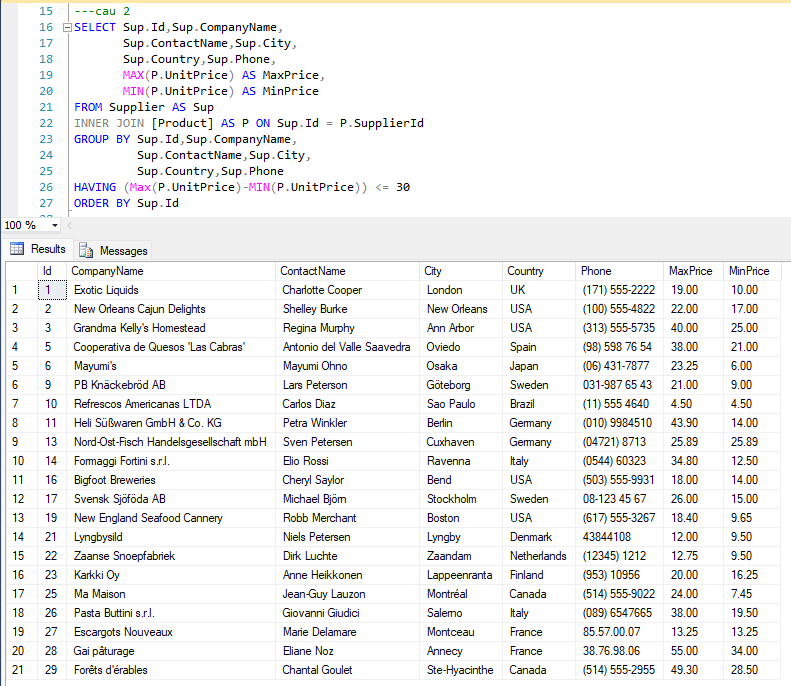 15 ---cau 2
16 SELECT Sup.Id,Sup.CompanyName,
17 Sup.ContactName,Sup.City,
18 Sup.Country,Sup.Phone,
19 MAX(P.UnitPrice) AS MaxPrice,
20 MIN(P.UnitPrice) AS MinPrice
21 FROM Supplier AS Sup
22 INNER JOIN [Product] AS P ON Sup.Id = P.SupplierId
23 GROUP BY Sup.Id,Sup.CompanyName,
24 Sup.ContactName,Sup.City,
25 Sup.Country,Sup.Phone
26 HAVING (Max(P.UnitPrice)-MIN(P.UnitPrice)) <= 30
27 ORDER BY Sup.Id
100 %
Results Messages
Id CompanyName ContactName City Country Phone MaxPrice MinPrice
1 1 Exotic Liquids Charlotte Cooper London UK (171) 555-2222 19.00 10.00
2 2 New Orleans Cajun Delights Shelley Burke New Orleans USA (100) 555-4822 22.00 17.00
3 3 Grandma Kelly's Homestead Regina Murphy Ann Arbor USA (313) 555-5735 40.00 25.00
4 5 Cooperativa de Quesos 'Las Cabras' Antonio del Valle Saavedra Oviedo Spain (98) 598 76 54 38.00 21.00
5 6 Mayumi's Mayumi Ohno Osaka Japan (06) 431-7877 23.25 6.00
6 9 PB Knäckebröd AB Lars Peterson Göteborg Sweden 031-987 65 43 21.00 9.00
7 10 Refrescos Americanas LTDA Carlos Diaz Sao Paulo Brazil (11) 555 4640 4.50 4.50
8 11 Heli Süßwaren GmbH & Co. KG Petra Winkler Berlin Germany (010) 9984510 43.90 14.00
9 13 Nord-Ost-Fisch Handelsgesellschaft mbH Sven Petersen Cuxhaven Germany (04721) 8713 25.89 25.89
10 14 Formaggi Fortini s.r.l. Elio Rossi Ravenna Italy (0544) 60323 34.80 12.50
11 16 Bigfoot Breweries Cheryl Saylor Bend USA (503) 555-9931 18.00 14.00
12 17 Svensk Sjöföda AB Michael Björn Stockholm Sweden 08-123 45 67 26.00 15.00
13 19 New England Seafood Cannery Robb Merchant Boston USA (617) 555-3267 18.40 9.65
14 21 Lyngbysild Niels Petersen Lyngby Denmark 43844108 12.00 9.50
15 22 Zaanse Snoepfabriek Dirk Luchte Zaandam Netherlands (12345) 1212 12.75 9.50
16 23 Karkki Oy Anne Heikkonen Lappeenranta Finland (953) 10956 20.00 16.25
17 25 Ma Maison Jean-Guy Lauzon Montréal Canada (514) 555-9022 24.00 7.45
18 26 Pasta Buttini s.r.l. Giovanni Giudici Salerno Italy (089) 6547665 38.00 19.50
19 27 Escargots Nouveaux Marie Delamare Montceau France 85.57.00.07 13.25 13.25
20 28 Gai pâturage Eliane Noz Annecy France 38.76.98.06 55.00 34.00
21 29 Forêts d'érables Chantal Goulet Ste-Hyacinthe Canada (514) 555-2955 49.30 28.50